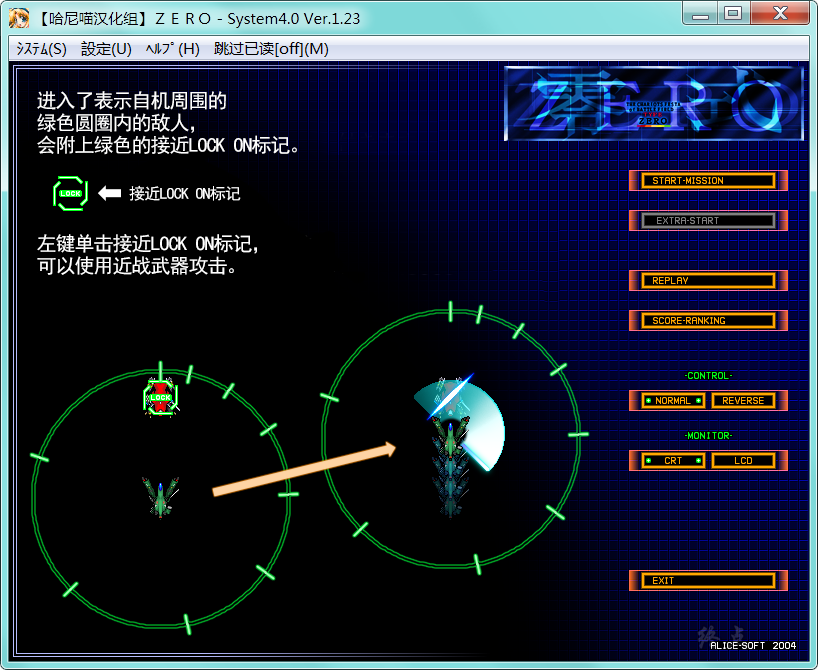 【哈尼喵汉化组】ＺＥＲＯ - System4.0 Ver.1.23
ｼｽﾃﾑ(S) 設定(U) ﾍﾙﾌﾟ(H) 跳过已读[off](M)
进入了表示自机周围的
绿色圆圈内的敌人，
会附上绿色的接近LOCK ON标记。
LOCK
接近LOCK ON标记
左键单击接近LOCK ON标记，
可以使用近战武器攻击。
LOCK
零
ZERO
ZERO
START-MISSION
EXTRA-START
REPLAY
SCORE-RANKING
-CONTROL-
NORMAL REVERSE
-MONITOR-
CRT LCD
EXIT
ALICE-SOFT 2004